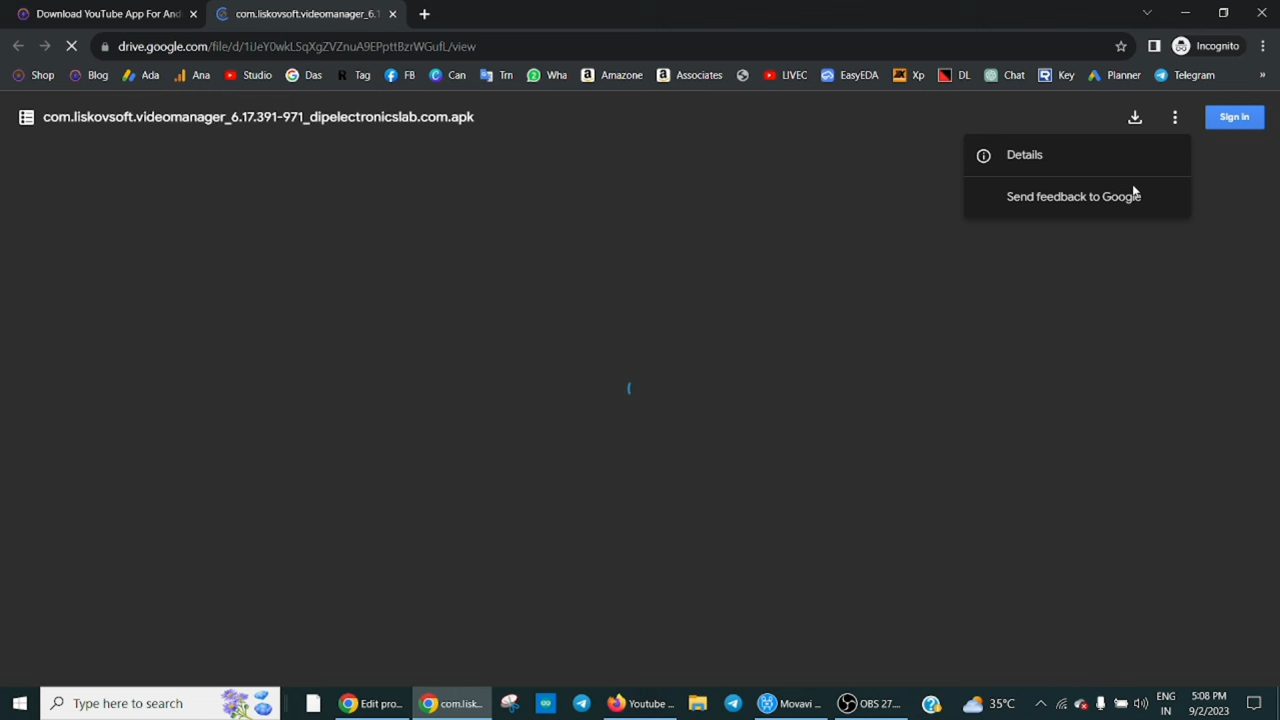 Download YouTube App For And
com.liskovsoft.videomanager_6.1
drive.google.com/file/d/1iJeY0wkLSqXgZVZnuA9EPpttBzrWGufL/view
Incognito
Shop Blog Ada Ana Studio Das Tag FB Can Trn Wha Amazone Associates LIVEC EasyEDA Xp DL Chat Key Planner Telegram »
com.liskovsoft.videomanager_6.17.391-971_dipelectronicslab.com.apk
Sign in
Details
Send feedback to Google
Type here to search
Edit pro...
com.lisk...
Youtube ...
Movavi ...
OBS 27....
35°C
ENG
IN
5:08 PM
9/2/2023